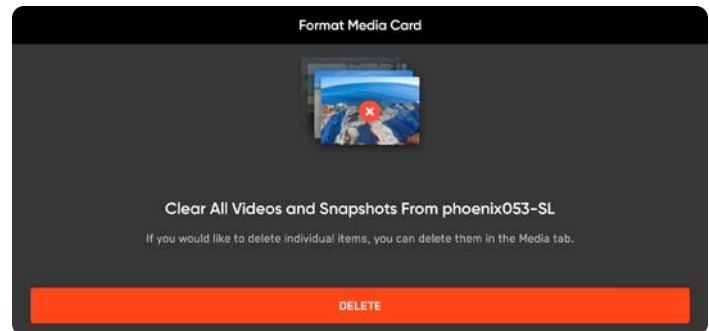 Format Media Card
Clear All Videos and Snapshots From phoenix053-SL
If you would like to delete individual items, you can delete them in the Media tab.
DELETE